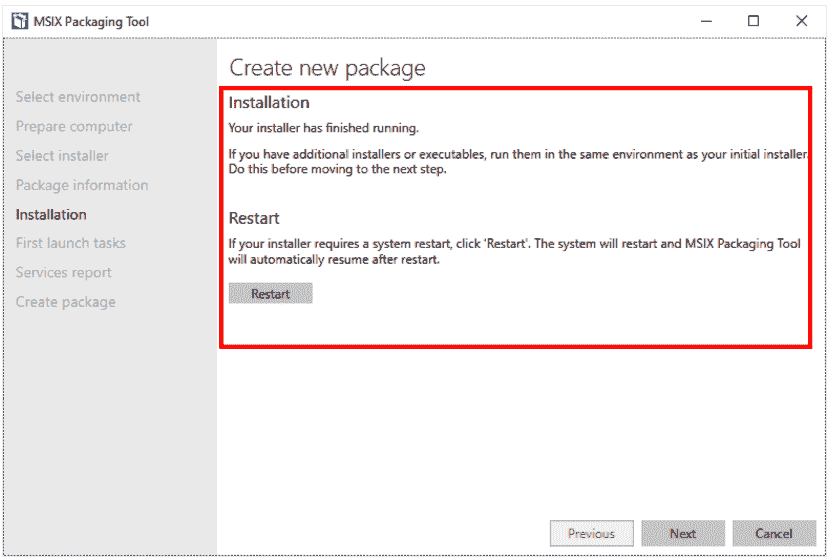 MSIX Packaging Tool
Create new package
Select environment
Prepare computer
Select installer
Package information
Installation
First launch tasks
Services report
Create package
Installation
Your installer has finished running.
If you have additional installers or executables, run them in the same environment as your initial installer.
Do this before moving to the next step.
Restart
If your installer requires a system restart, click 'Restart'. The system will restart and MSIX Packaging Tool
will automatically resume after restart.
Restart
Previous
Next
Cancel